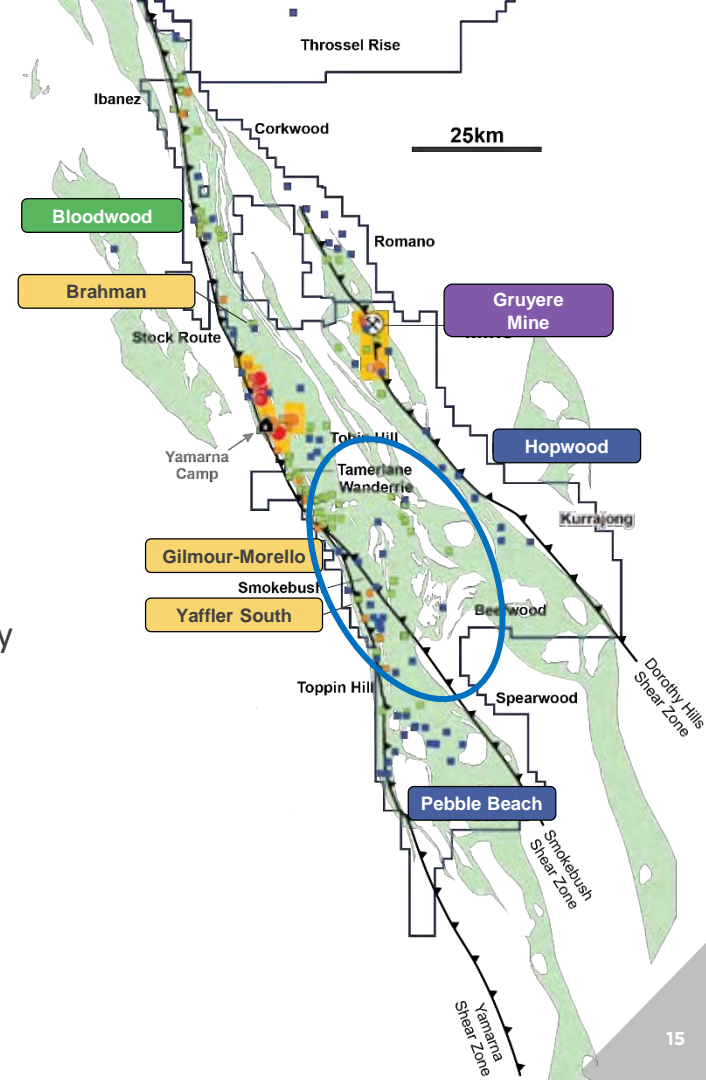 Throssel Rise
Ibanez
Corkwood
25km
Bloodwood
Romano
Brahman
Gruyere
Mine
Stock Route
Hopwood
Tobin Hill
Yamarna
Camp
Tamerlane
Wanderrie
Kurrajong
Gilmour-Morello
Smokebush
Beefwood
Yaffler South
y
Dorothy Hills
Shear Zone
Toppin Hill
Spearwood
Pebble Beach
Smokebush
Shear Zone
Yamarna
Shear Zone
15